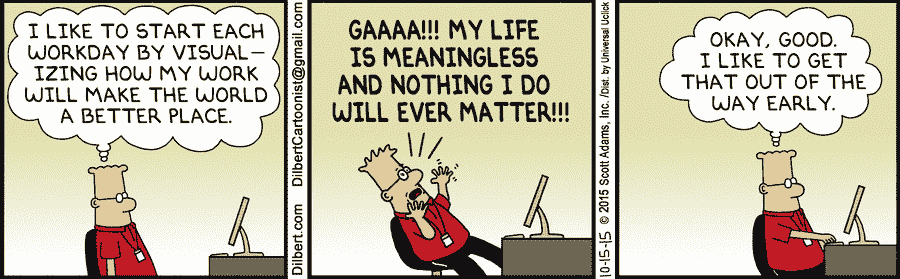 I LIKE TO START EACH
WORKDAY BY VISUAL–
IZING HOW MY WORK
WILL MAKE THE WORLD
A BETTER PLACE.
Dilbert.com DilbertCartoonist@gmail.com
GAAAA!!! MY LIFE
IS MEANINGLESS
AND NOTHING I DO
WILL EVER MATTER!!!
10-15-15 © 2015 Scott Adams, Inc. /Dist. by Universal Uclick
OKAY, GOOD.
I LIKE TO GET
THAT OUT OF THE
WAY EARLY.